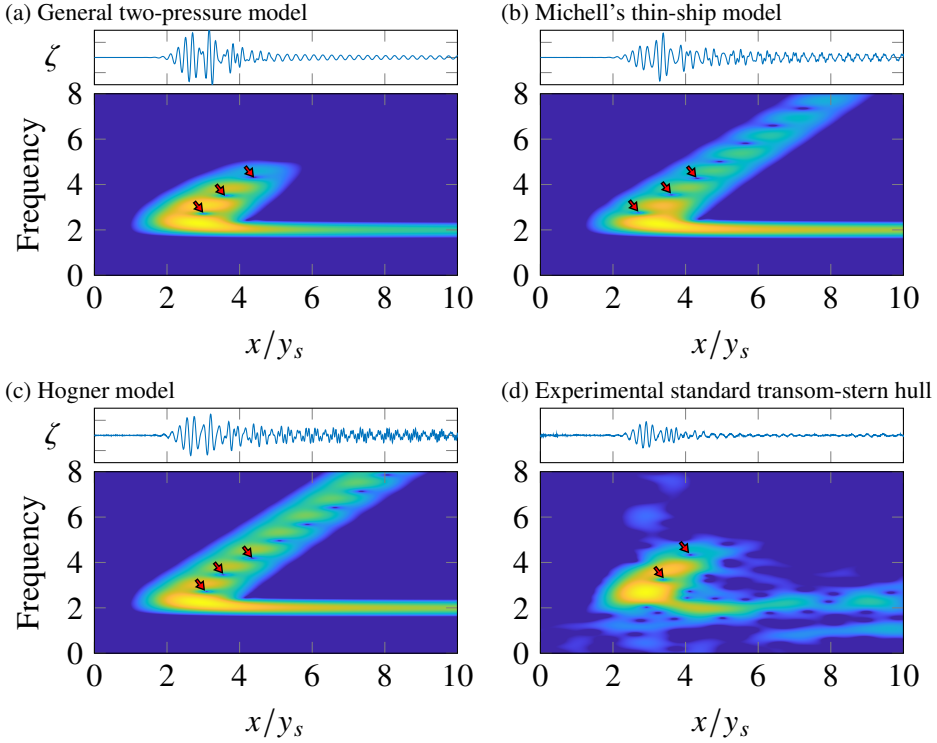 (a) General two-pressure model
ζ
Frequency
8
6
4
2
0
0 2 4 6 8 10
x/y_s
(b) Michell's thin-ship model
8
6
4
2
0
0 2 4 6 8 10
x/y_s
(c) Hogner model
ζ
Frequency
8
6
4
2
0
0 2 4 6 8 10
x/y_s
(d) Experimental standard transom-stern hull
8
6
4
2
0
0 2 4 6 8 10
x/y_s